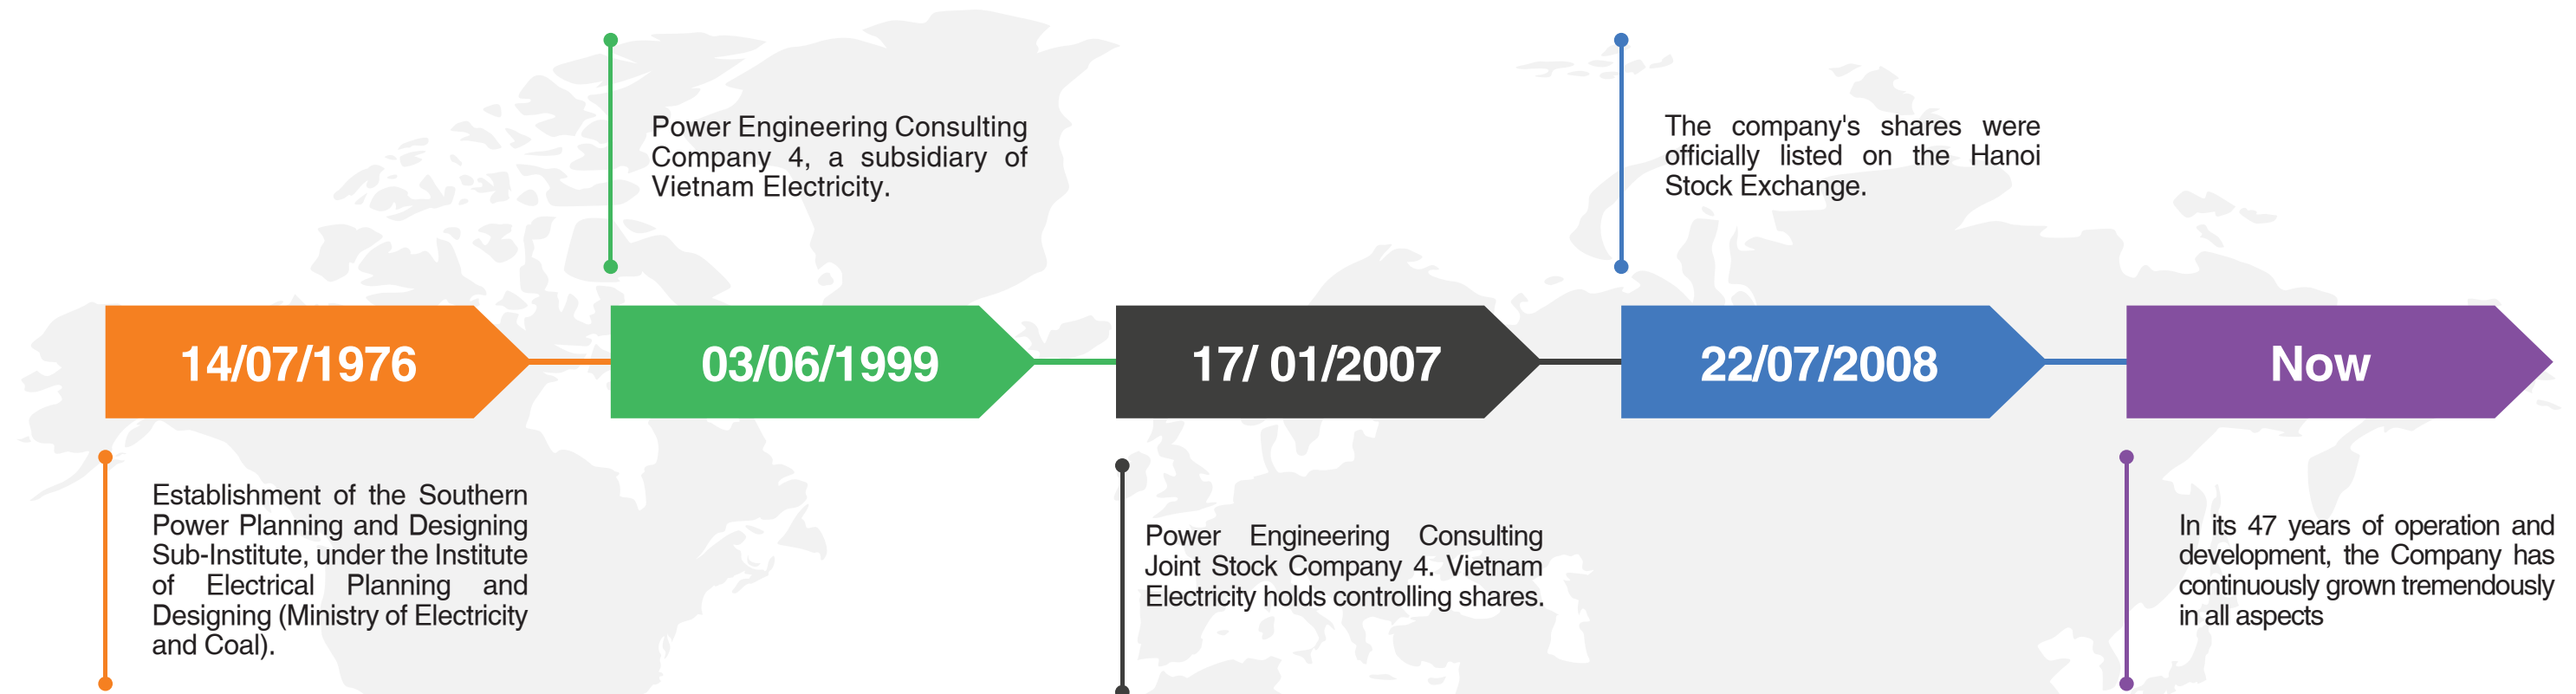 Power Engineering Consulting
Company 4, a subsidiary of
Vietnam Electricity.
The company's shares were
officially listed on the Hanoi
Stock Exchange.
14/07/1976
03/06/1999
17/ 01/2007
22/07/2008
Now
Establishment of the Southern
Power Planning and Designing
Sub-Institute, under the Institute
of Electrical Planning and
Designing (Ministry of Electricity
and Coal).
Power Engineering Consulting
Joint Stock Company 4. Vietnam
Electricity holds controlling shares.
In its 47 years of operation and
development, the Company has
continuously grown tremendously
in all aspects